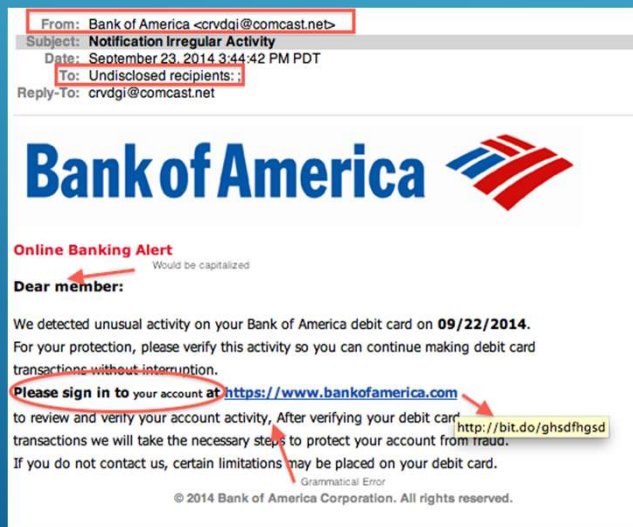 From: Bank of America <crvdgi@comcast.net>
Subject: Notification Irregular Activity
Date: September 23, 2014 3:44:42 PM PDT
To: Undisclosed recipients: ;
Reply-To: crvdgi@comcast.net
Bank of America
Online Banking Alert
Would be capitalized
Dear member:
We detected unusual activity on your Bank of America debit card on 09/22/2014.
For your protection, please verify this activity so you can continue making debit card
transactions without interruption.
Please sign in to your account at https://www.bankofamerica.com
to review and verify your account activity, After verifying your debit card
http://bit.do/ghsdfhgsd
transactions we will take the necessary steps to protect your account from fraud.
If you do not contact us, certain limitations may be placed on your debit card.
Grammatical Error
© 2014 Bank of America Corporation. All rights reserved.